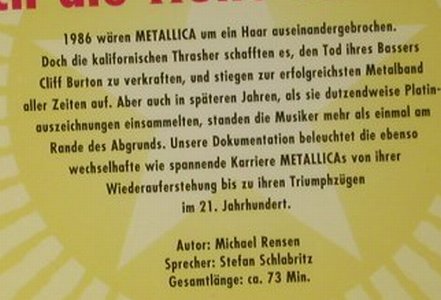 1986 wären METALLICA um ein Haar auseinandergebrochen.
Doch die kalifornischen Thrasher schafften es, den Tod ihres Bassers
Cliff Burton zu verkraften, und stiegen zur erfolgreichsten Metalband
aller Zeiten auf. Aber auch in späteren Jahren, als sie dutzendweise Platin-
auszeichnungen einsammelten, standen die Musiker mehr als einmal am
Rande des Abgrunds. Unsere Dokumentation beleuchtet die ebenso
wechselhafte wie spannende Karriere METALLICAs von ihrer
Wiederauferstehung bis zu ihren Triumphzügen
im 21. Jahrhundert.
Autor: Michael Rensen
Sprecher: Stefan Schlabritz
Gesamtlänge: ca. 73 Min.